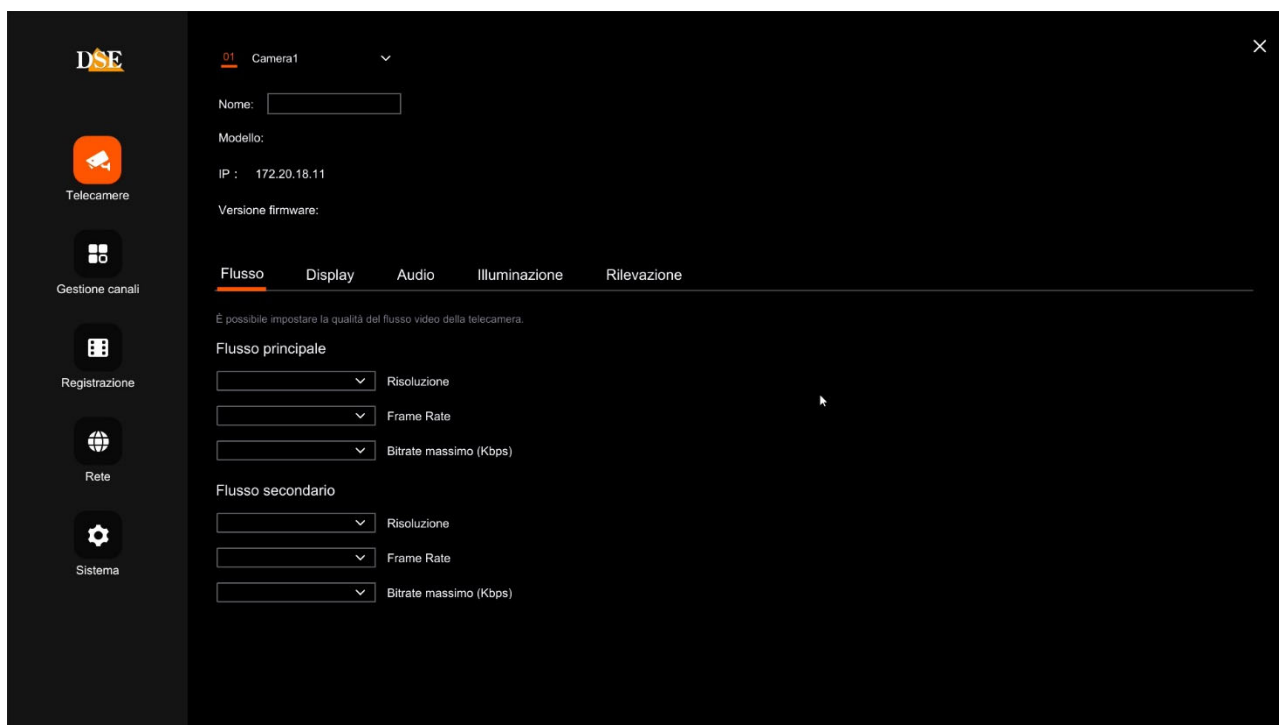 DSE
01 Camera1
Nome:
Modello:
IP : 172.20.18.11
Versione firmware:
Telecamere
Gestione canali
Registrazione
Rete
Sistema
Flusso Display Audio Illuminazione Rilevazione
È possibile impostare la qualità del flusso video della telecamera.
Flusso principale
Risoluzione
Frame Rate
Bitrate massimo (Kbps)
Flusso secondario
Risoluzione
Frame Rate
Bitrate massimo (Kbps)